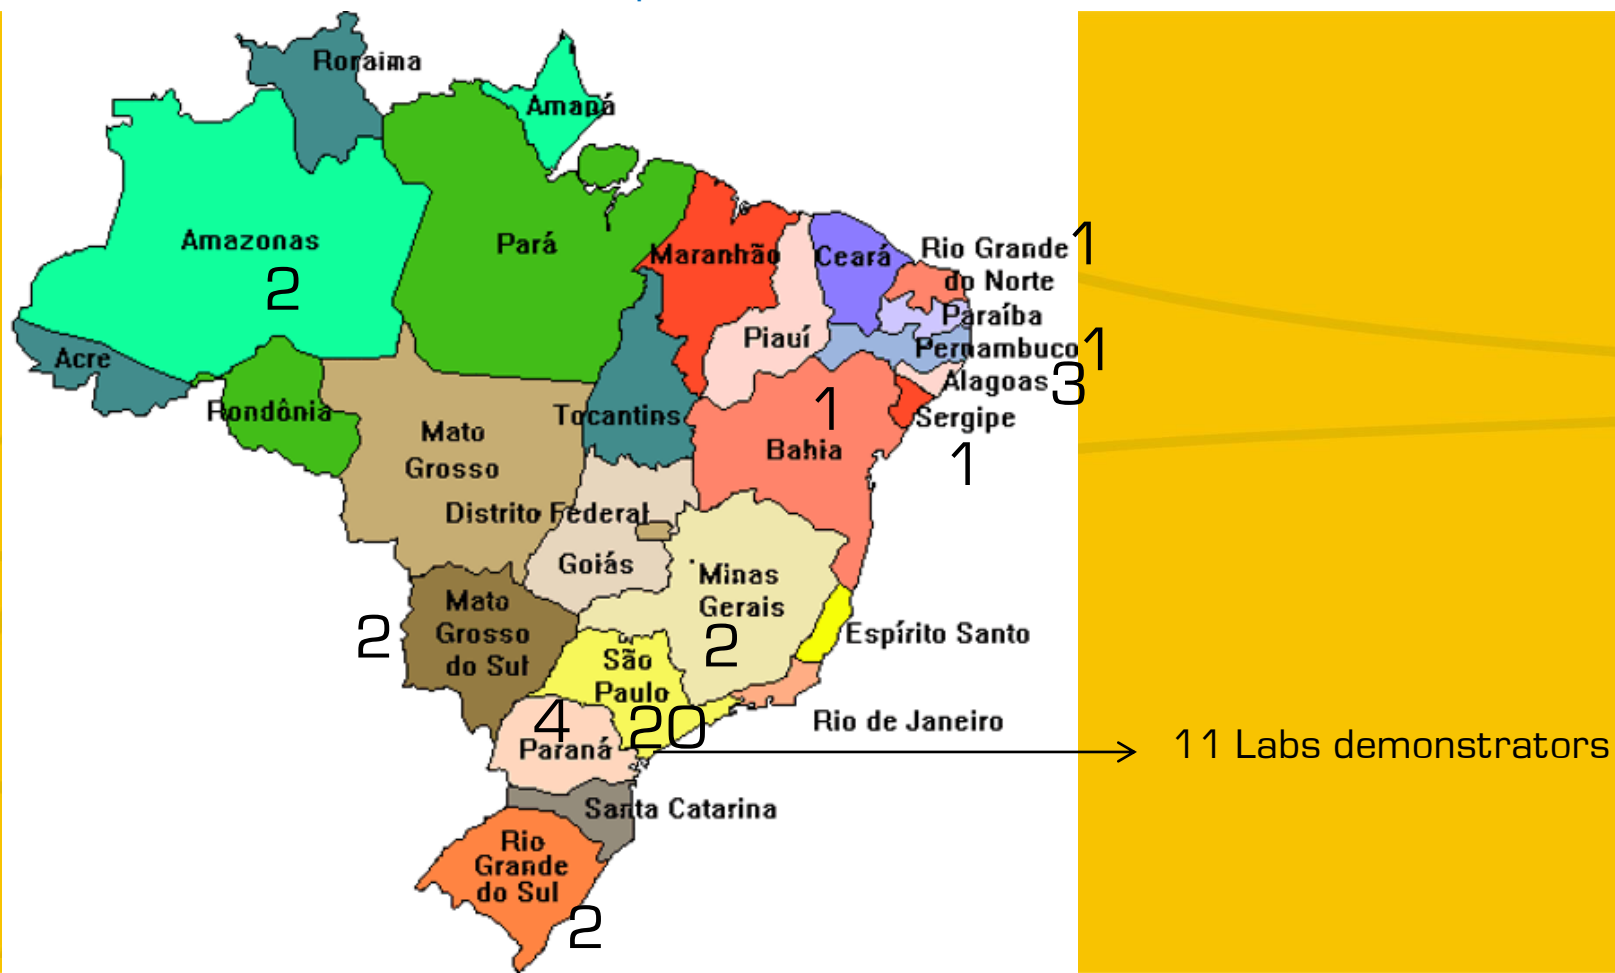 Roraima
Amapá
Amazonas
2
Pará
Maranhão
Ceará
Rio Grande 1
do Norte
Paraíba
Piauí
Pernambuco 1
Acre
Alagoas 3
Rondônia
Tocantins
1
Sergipe
Mato
Grosso
Bahia
1
Distrito Federal
Goiás
Minas
Gerais
2
Mato
Grosso
do Sul
2
Espírito Santo
São
Paulo
20
4
Paraná
Rio de Janeiro
11 Labs demonstrators
Santa Catarina
Rio
Grande
do Sul
2